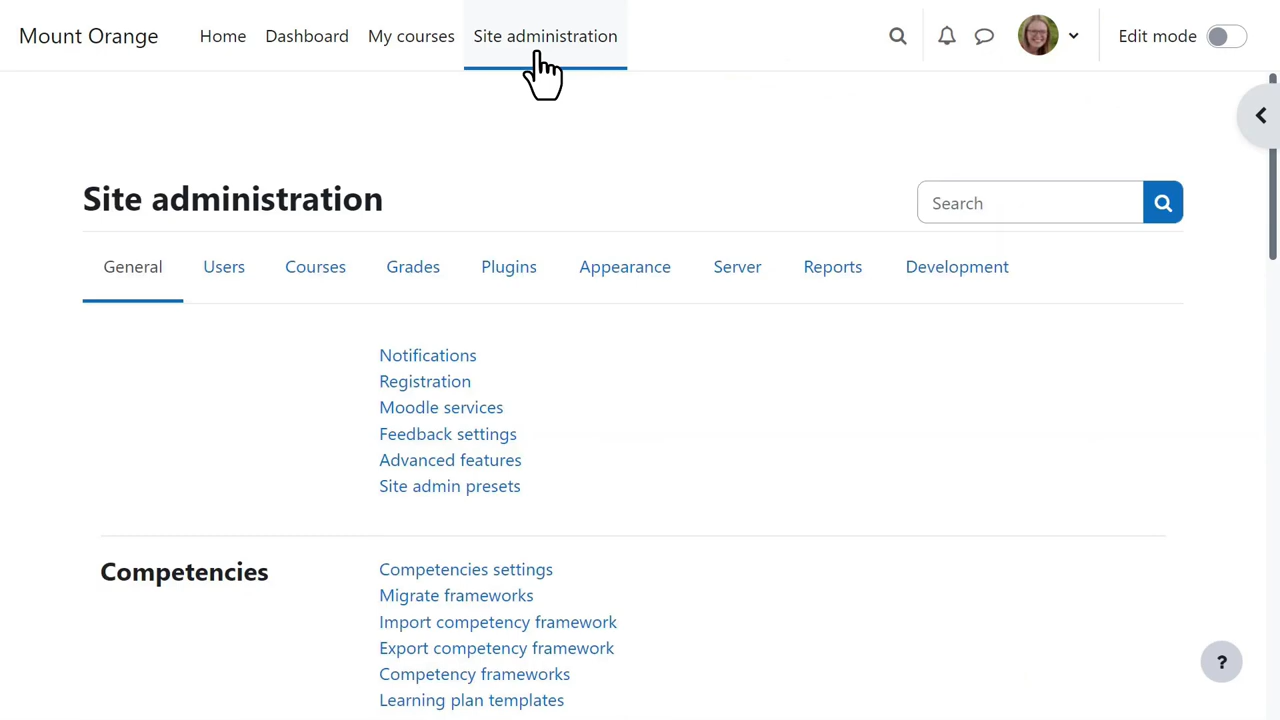 Mount Orange Home Dashboard My courses Site administration Edit mode
Site administration
Search
General Users Courses Grades Plugins Appearance Server Reports Development
Notifications
Registration
Moodle services
Feedback settings
Advanced features
Site admin presets
Competencies
Competencies settings
Migrate frameworks
Import competency framework
Export competency framework
Competency frameworks
Learning plan templates
?